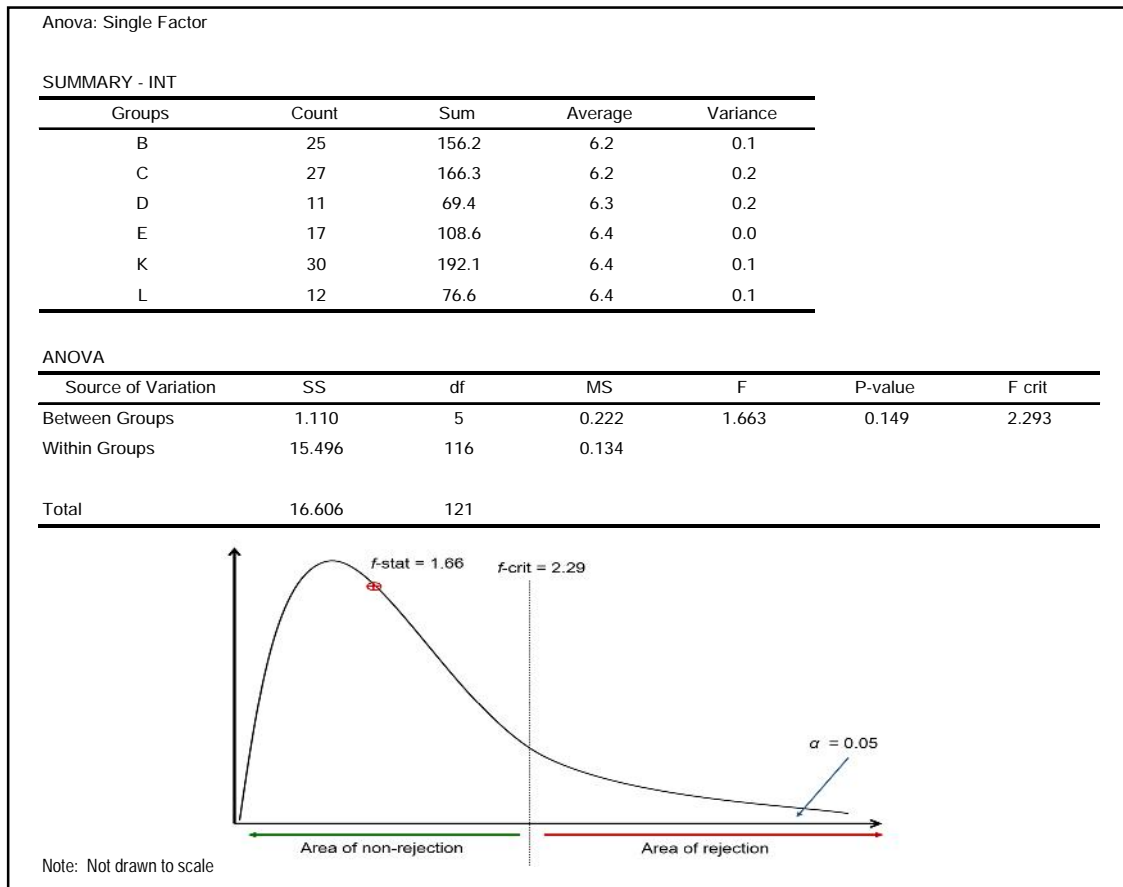 Anova: Single Factor
SUMMARY - INT
Groups Count Sum Average Variance
B 25 156.2 6.2 0.1
C 27 166.3 6.2 0.2
D 11 69.4 6.3 0.2
E 17 108.6 6.4 0.0
K 30 192.1 6.4 0.1
L 12 76.6 6.4 0.1
ANOVA
Source of Variation SS df MS F P-value F crit
Between Groups 1.110 5 0.222 1.663 0.149 2.293
Within Groups 15.496 116 0.134
Total 16.606 121
f-stat = 1.66 f-crit = 2.29
α = 0.05
Area of non-rejection Area of rejection
Note: Not drawn to scale